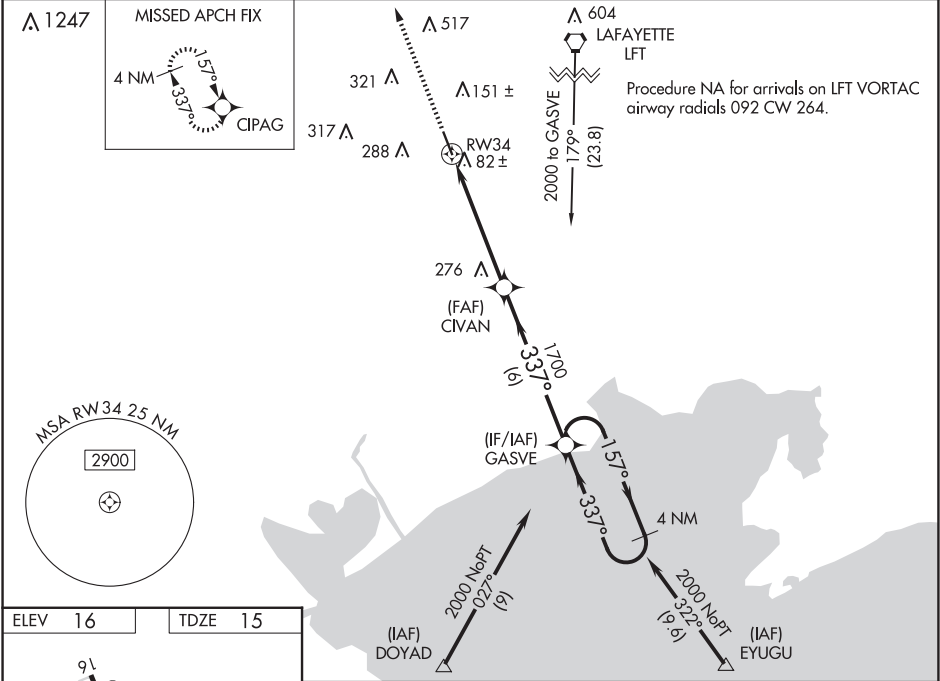 1247
MISSED APCH FIX
4 NM
157°
337°
CIPAG
517
321
151 ±
317
288
RW34
82 ±
604
LAFAYETTE
LFT
2000 to GASVE
179°
(23.8)
Procedure NA for arrivals on LFT VORTAC
airway radials 092 CW 264.
276
(FAF)
CIVAN
1700
337°
(6)
(IF/IAF)
GASVE
157°
337°
4 NM
MSA RW34 25 NM
2900
2000 NoPT
027°
(9)
(IAF)
DOYAD
2000 NoPT
322°
(9.6)
(IAF)
EYUGU
ELEV 16
TDZE 15
16